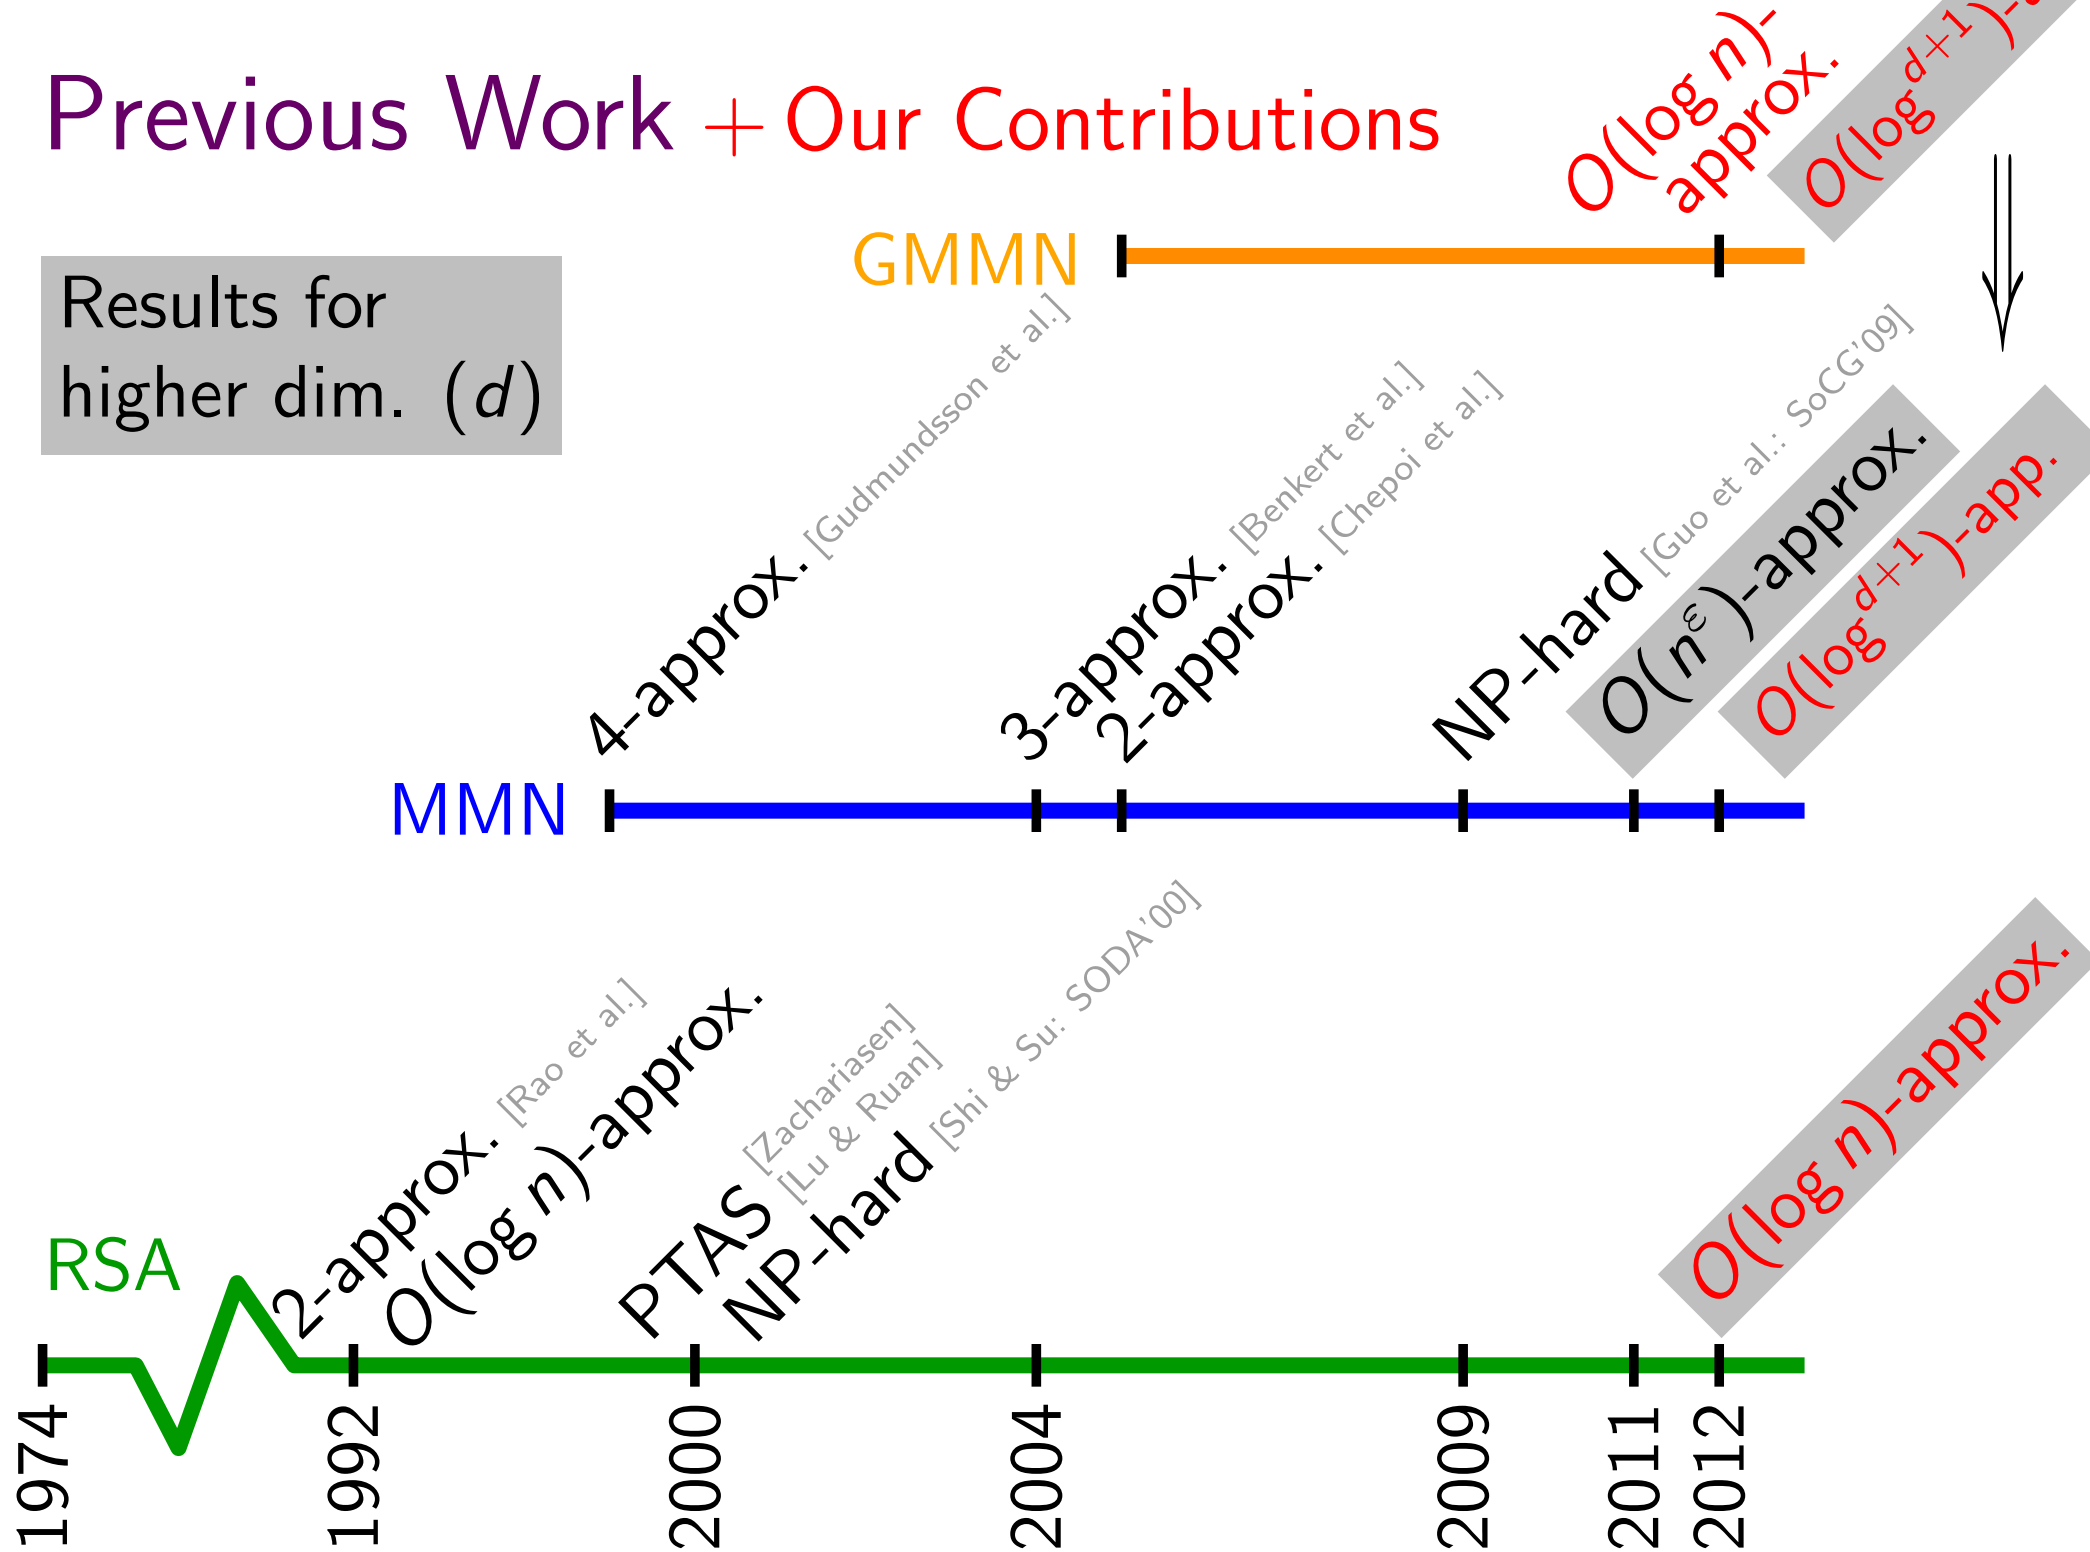 Previous Work + Our Contributions
O(log n)-
approx.
O(log^{d+1})-
GMMN
Results for
higher dim. (d)
4-approx. [Gudmundsson et al.]
3-approx. [Benkert et al.]
2-approx. [Chepoi et al.]
NP-hard [Guo et al.: SoCG'09]
O(n^ε)-approx.
O(log^{d+1})-app.
MMN
RSA
2-approx. [Rao et al.]
O(log n)-approx.
PTAS [Zachariasen]
[Lu & Ruan]
NP-hard [Shi & Su: SODA'00]
O(log n)-approx.
1974
1992
2000
2004
2009
2011
2012